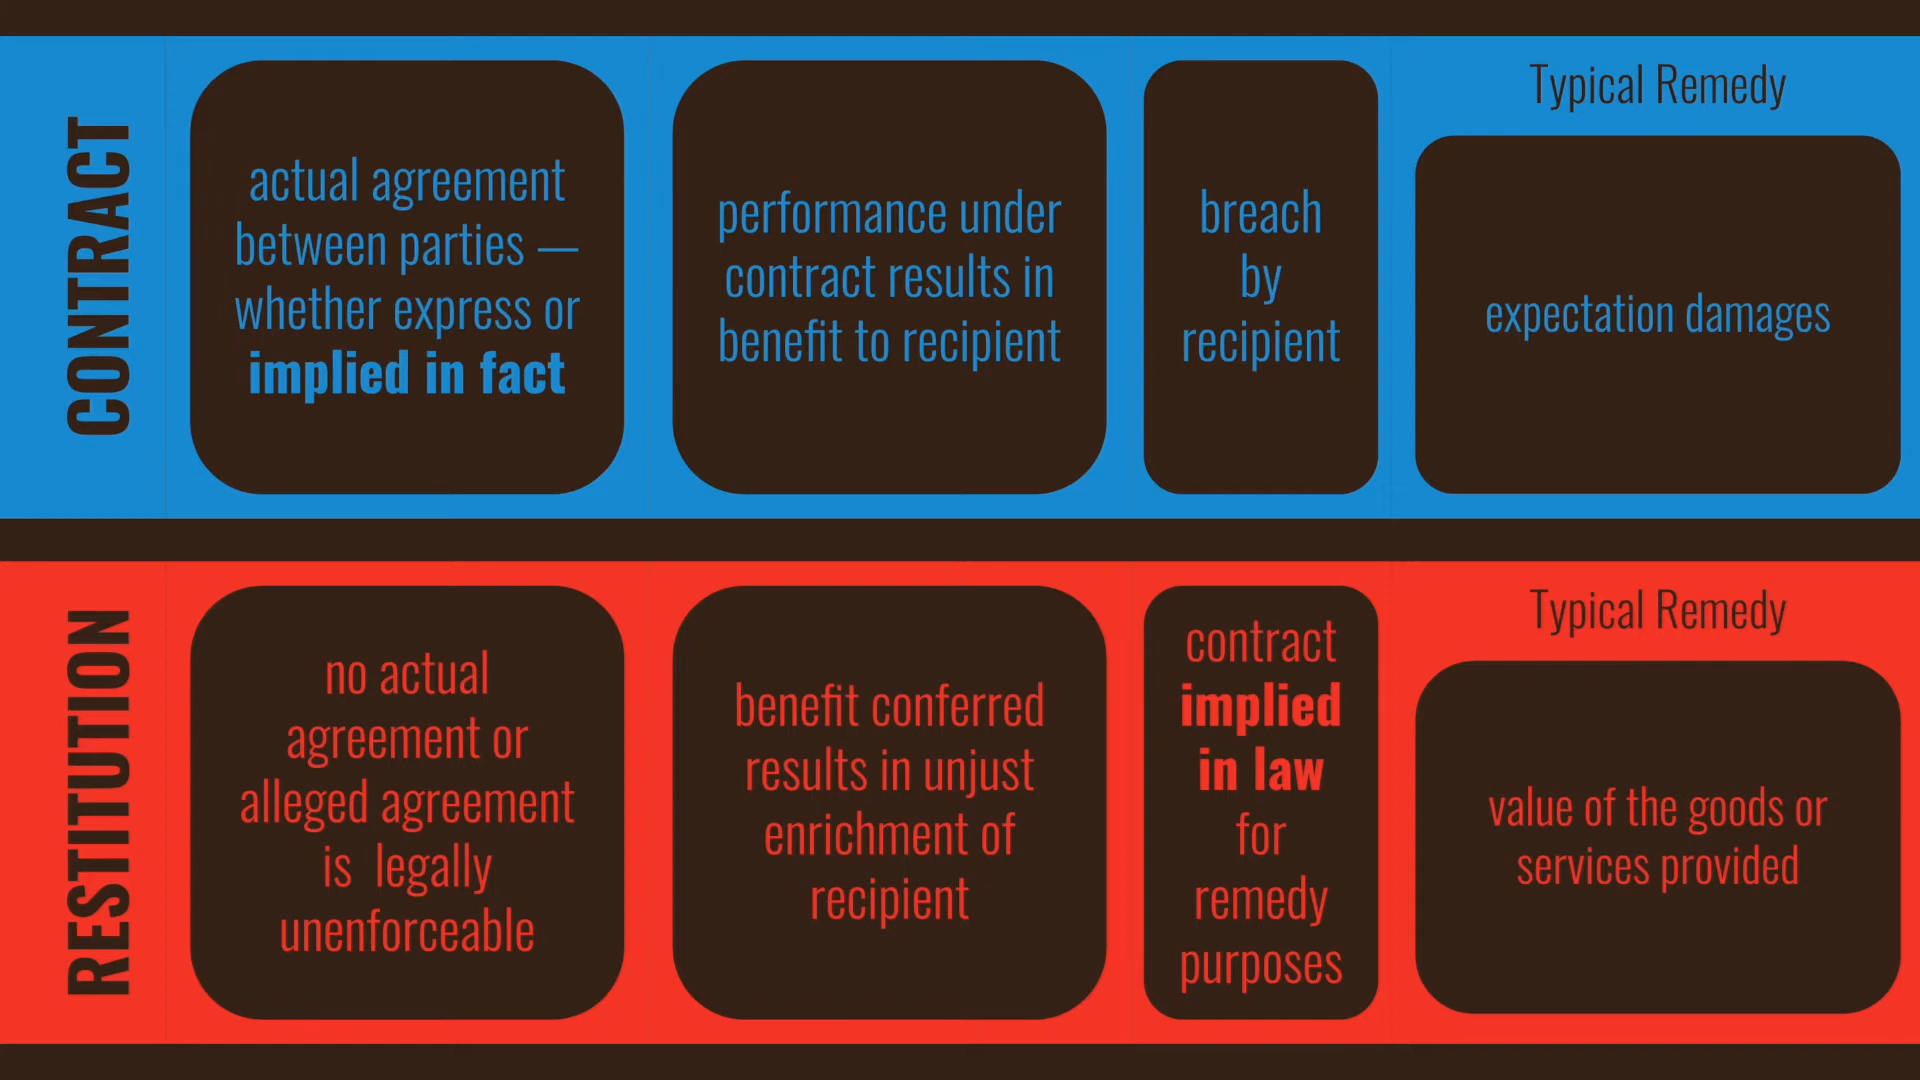 CONTRACT
actual agreement
between parties —
whether express or
implied in fact
performance under
contract results in
benefit to recipient
breach
by
recipient
Typical Remedy
expectation damages
RESTITUTION
no actual
agreement or
alleged agreement
is legally
unenforceable
benefit conferred
results in unjust
enrichment of
recipient
contract
implied
in law
for
remedy
purposes
Typical Remedy
value of the goods or
services provided